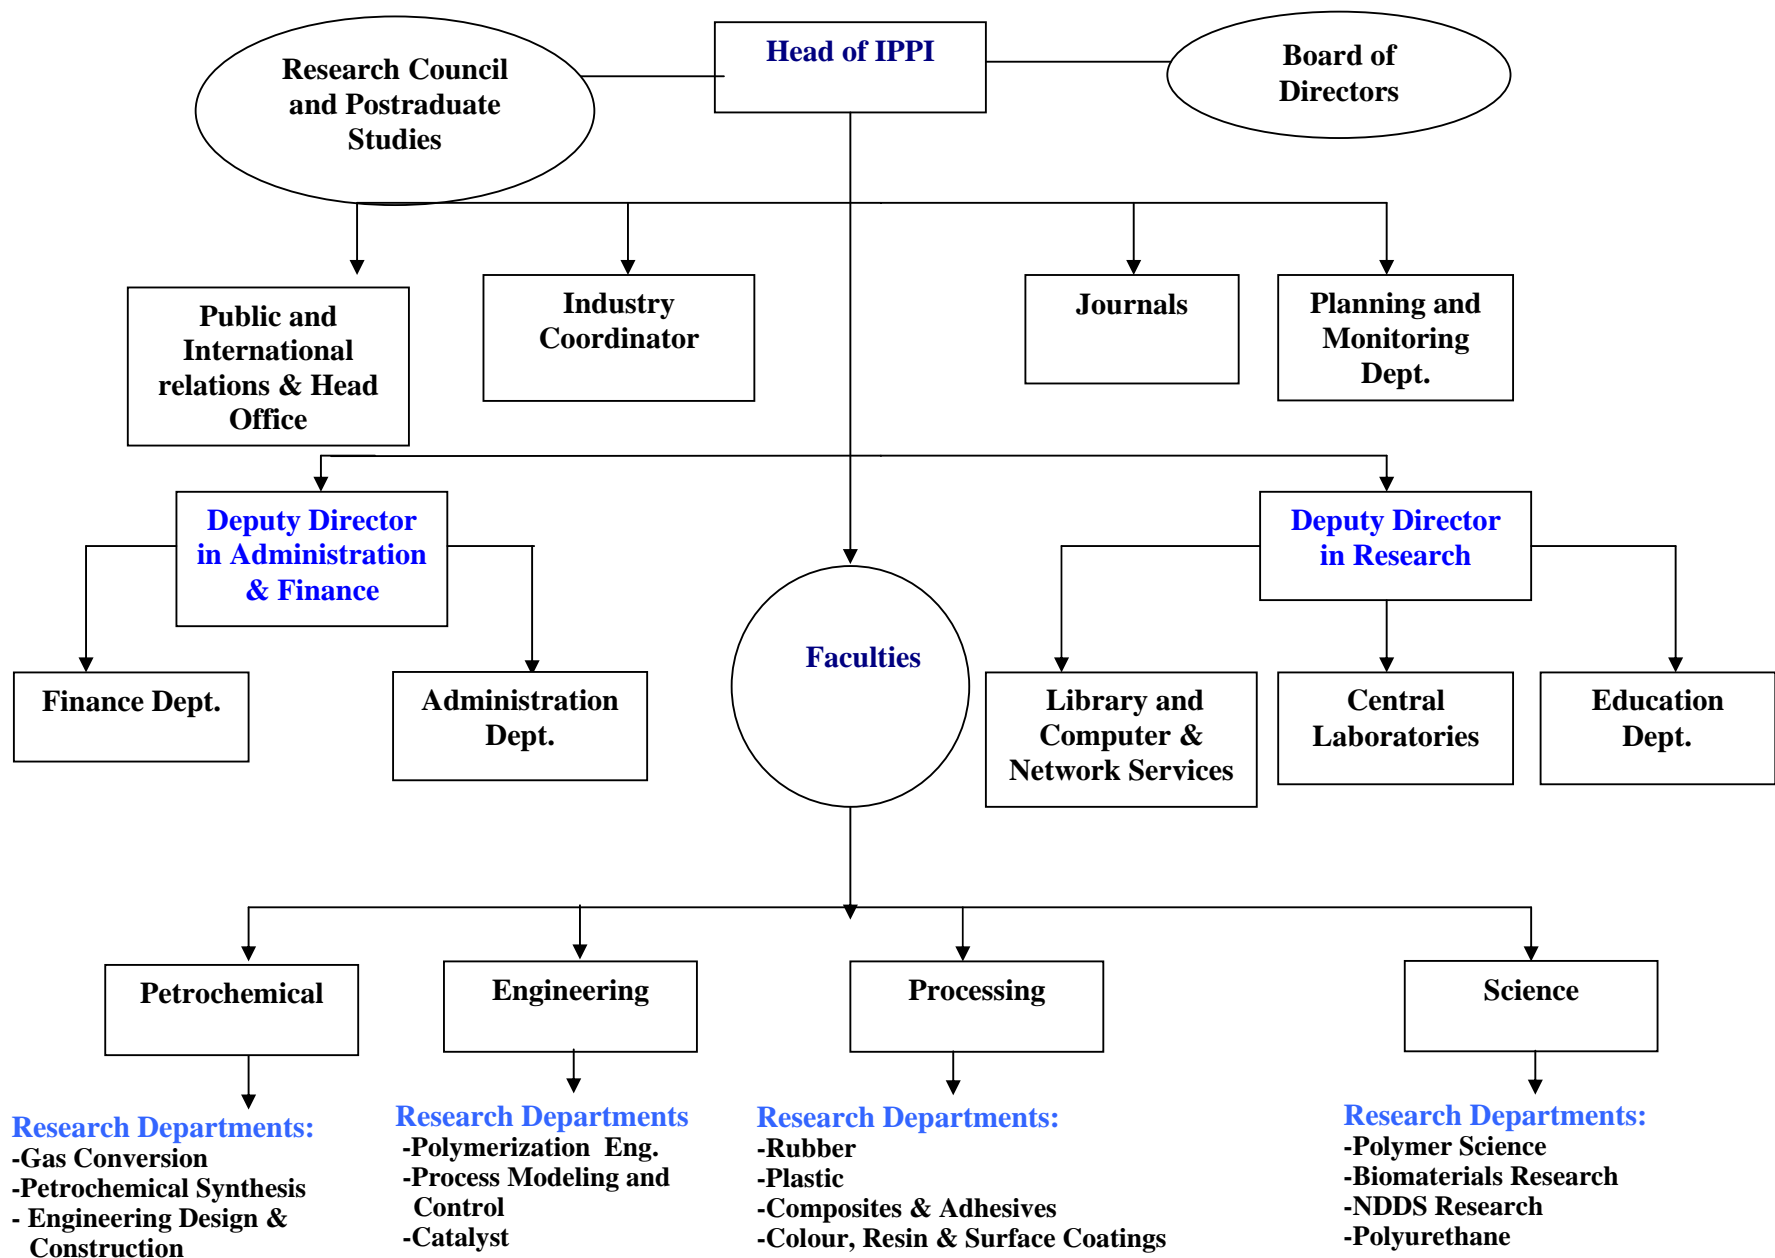 Research Council
and Postraduate
Studies
Head of IPPI
Board of
Directors
Public and
International
relations & Head
Office
Industry
Coordinator
Journals
Planning and
Monitoring
Dept.
Deputy Director
in Administration
& Finance
Deputy Director
in Research
Faculties
Finance Dept.
Administration
Dept.
Library and
Computer &
Network Services
Central
Laboratories
Education
Dept.
Petrochemical
Engineering
Processing
Science
Research Departments:
-Gas Conversion
-Petrochemical Synthesis
- Engineering Design &
Construction
Research Departments
-Polymerization  Eng.
-Process Modeling and
Control
-Catalyst
Research Departments:
-Rubber
-Plastic
-Composites & Adhesives
-Colour, Resin & Surface Coatings
Research Departments:
-Polymer Science
-Biomaterials Research
-NDDS Research
-Polyurethane